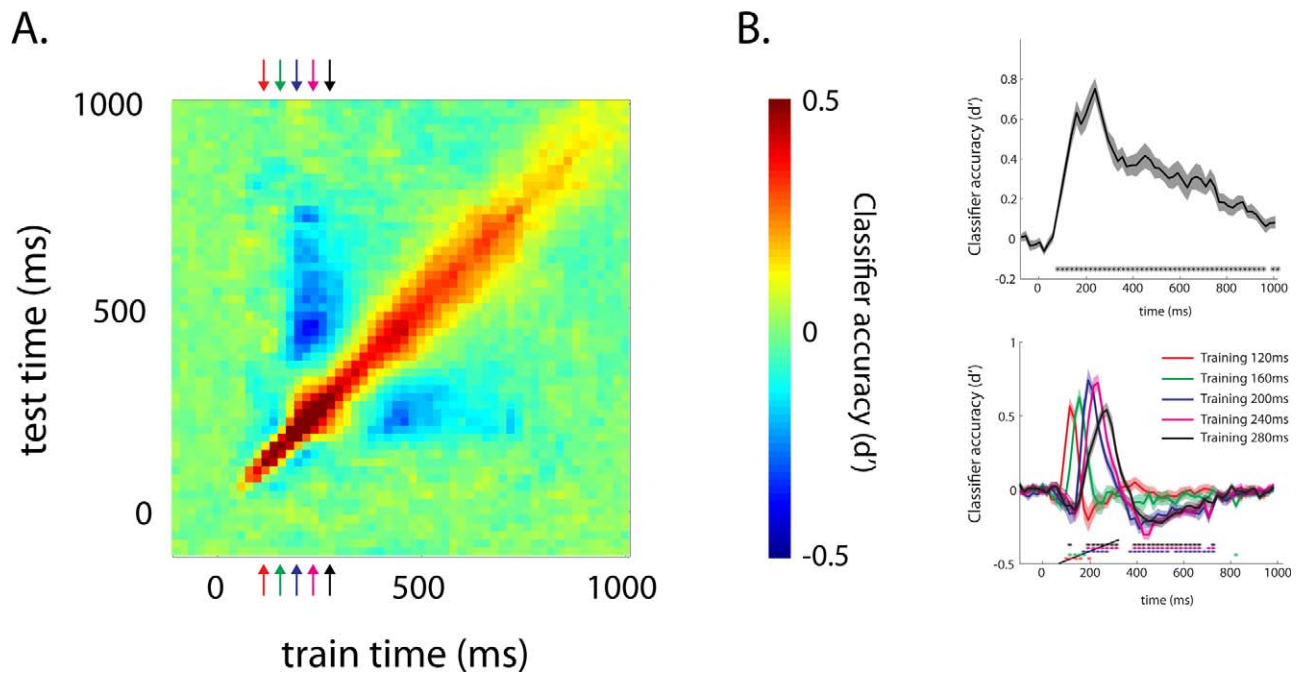 A.
1000
500
0
test time (ms)
0
500
1000
train time (ms)
0.5
0
-0.5
Classifier accuracy (d')
B.
0.8
0.6
0.4
0.2
0
-0.2
Classifier accuracy (d')
0
200
400
600
800
1000
time (ms)
1
0.5
0
-0.5
Classifier accuracy (d')
Training 120ms
Training 160ms
Training 200ms
Training 240ms
Training 280ms
0
200
400
600
800
1000
time (ms)